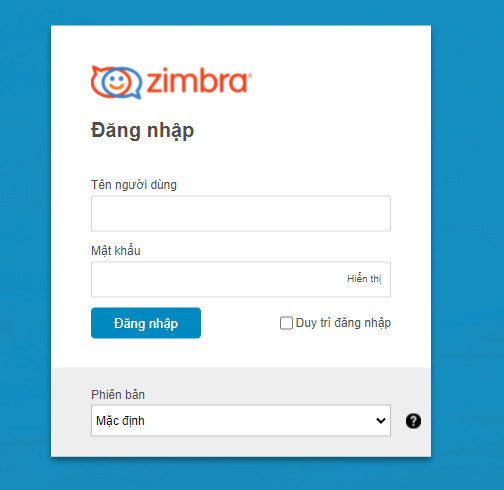 zimbra
Đăng nhập
Tên người dùng
Mật khẩu
Hiển thị
Đăng nhập Duy trì đăng nhập
Phiên bản
Mặc định ?